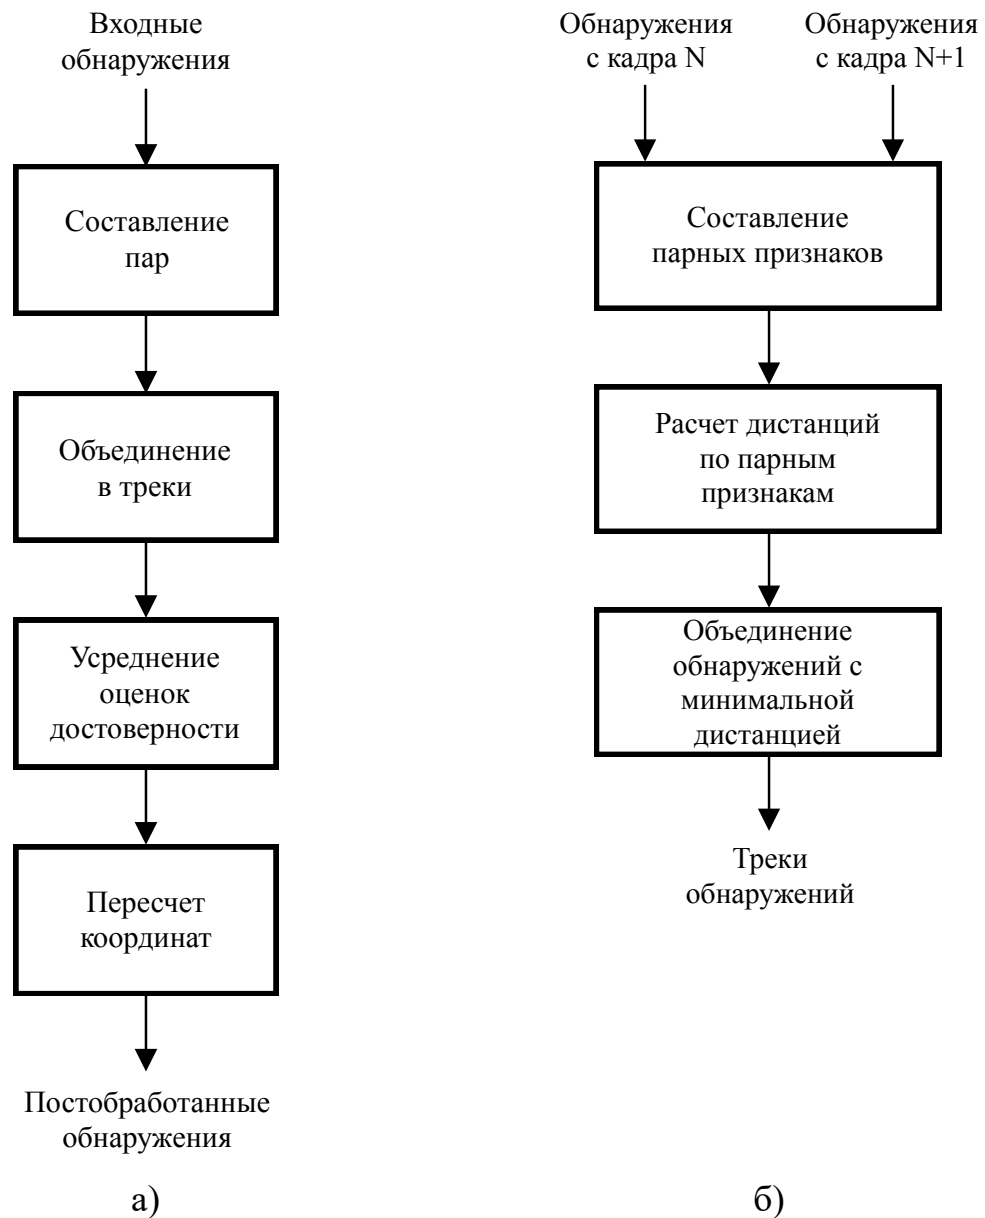 Входные
обнаружения
Составление
пар
Объединение
в треки
Усреднение
оценок
достоверности
Пересчет
координат
Постобработанные
обнаружения
а)
Обнаружения
с кадра N
Обнаружения
с кадра N+1
Составление
парных признаков
Расчет дистанций
по парным
признакам
Объединение
обнаружений с
минимальной
дистанцией
Треки
обнаружений
б)